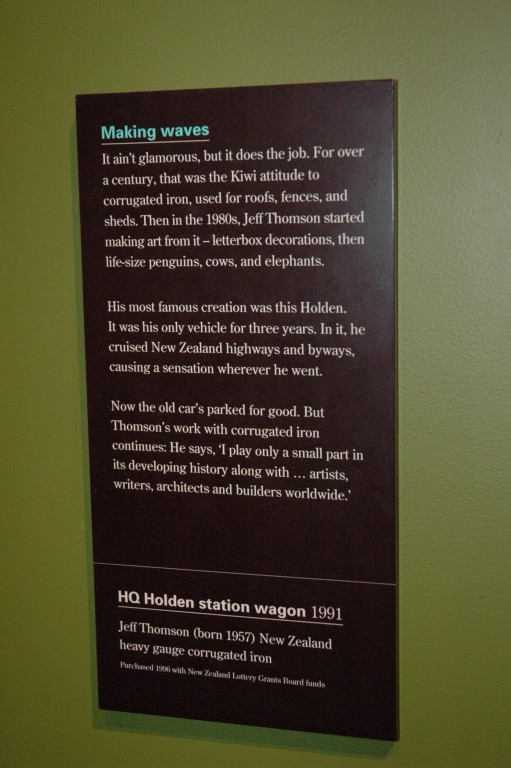 Making waves
It ain't glamorous, but it does the job. For over
a century, that was the Kiwi attitude to
corrugated iron, used for roofs, fences, and
sheds. Then in the 1980s, Jeff Thomson started
making art from it – letterbox decorations, then
life-size penguins, cows, and elephants.
His most famous creation was this Holden.
It was his only vehicle for three years. In it, he
cruised New Zealand highways and byways,
causing a sensation wherever he went.
Now the old car's parked for good. But
Thomson's work with corrugated iron
continues: He says, 'I play only a small part in
its developing history along with … artists,
writers, architects and builders worldwide.'
HQ Holden station wagon 1991
Jeff Thomson (born 1957) New Zealand
heavy gauge corrugated iron
Purchased 1996 with New Zealand Lottery Grants Board funds